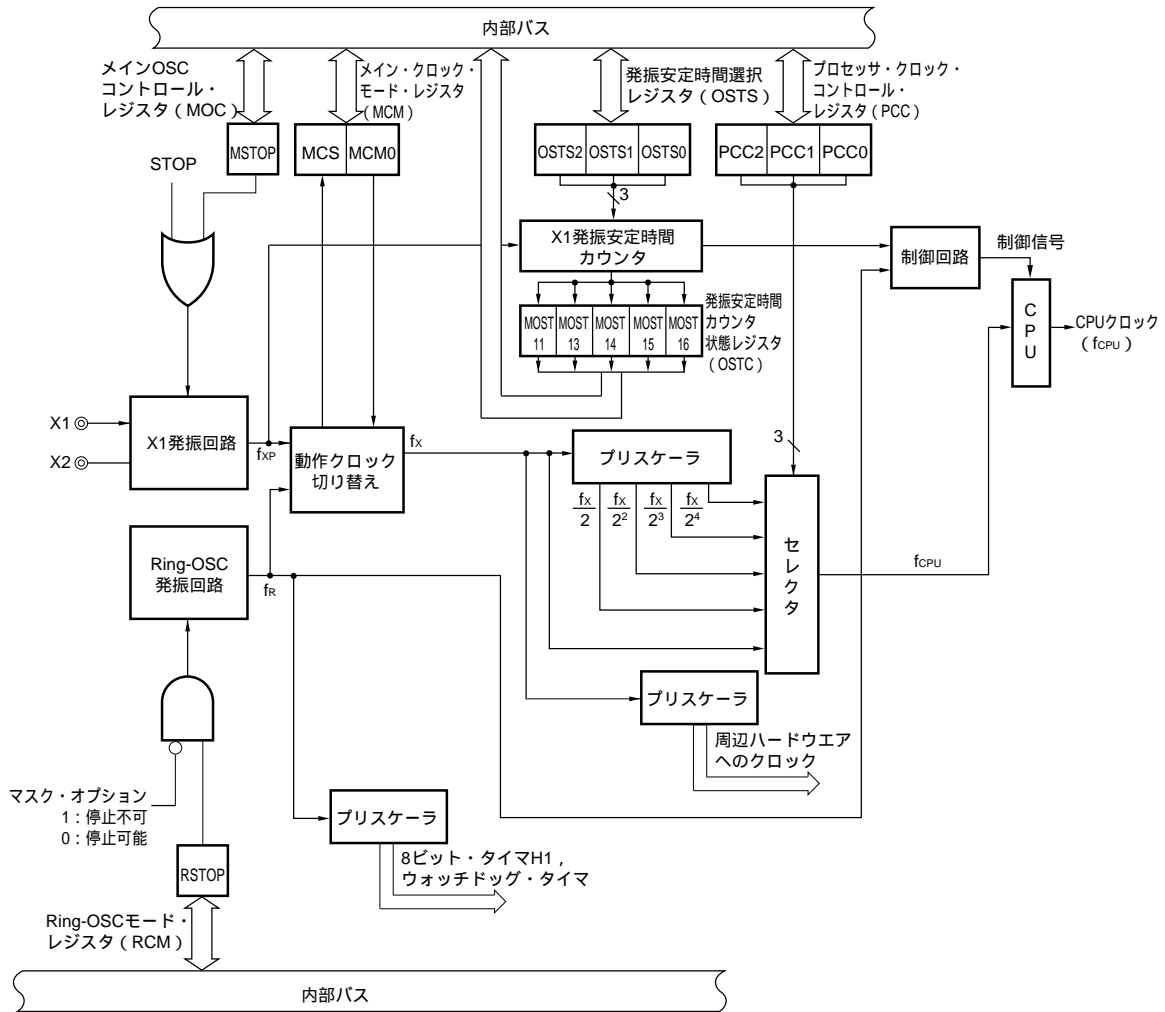 内部バス
メインOSC
コントロール・
レジスタ（MOC）
メイン・クロック・
モード・レジスタ
（MCM）
発振安定時間選択
レジスタ（OSTS）
プロセッサ・クロック・
コントロール・
レジスタ（PCC）
STOP
MSTOP
MCS
MCM0
OSTS2
OSTS1
OSTS0
PCC2
PCC1
PCC0
3
X1発振安定時間
カウンタ
制御回路
制御信号
MOST
11
MOST
13
MOST
14
MOST
15
MOST
16
発振安定時間
カウンタ
状態レジスタ
（OSTC）
CPU
CPUクロック
（fCPU）
X1
X2
X1発振回路
fXP
動作クロック
切り替え
fX
プリスケーラ
3
fX/2
fX/2²
fX/2³
fX/2⁴
セレクタ
fCPU
Ring-OSC
発振回路
fR
プリスケーラ
周辺ハードウエア
へのクロック
マスク・オプション
1：停止不可
0：停止可能
プリスケーラ
8ビット・タイマH1，
ウォッチドッグ・タイマ
RSTOP
Ring-OSCモード・
レジスタ（RCM）
内部バス